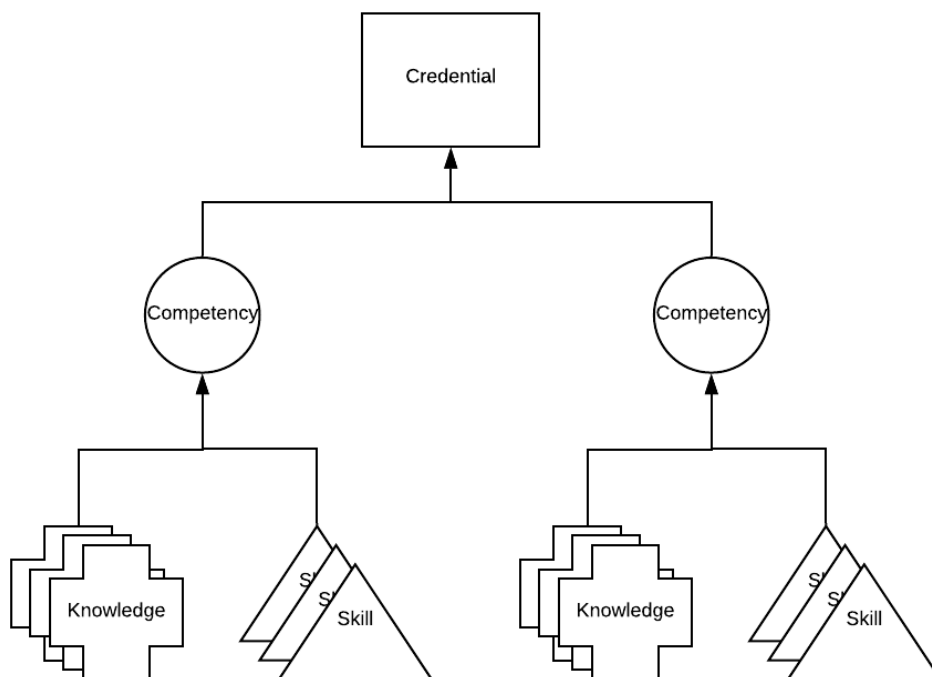 Credential
Competency
Competency
Knowledge
Skill
Knowledge
Skill